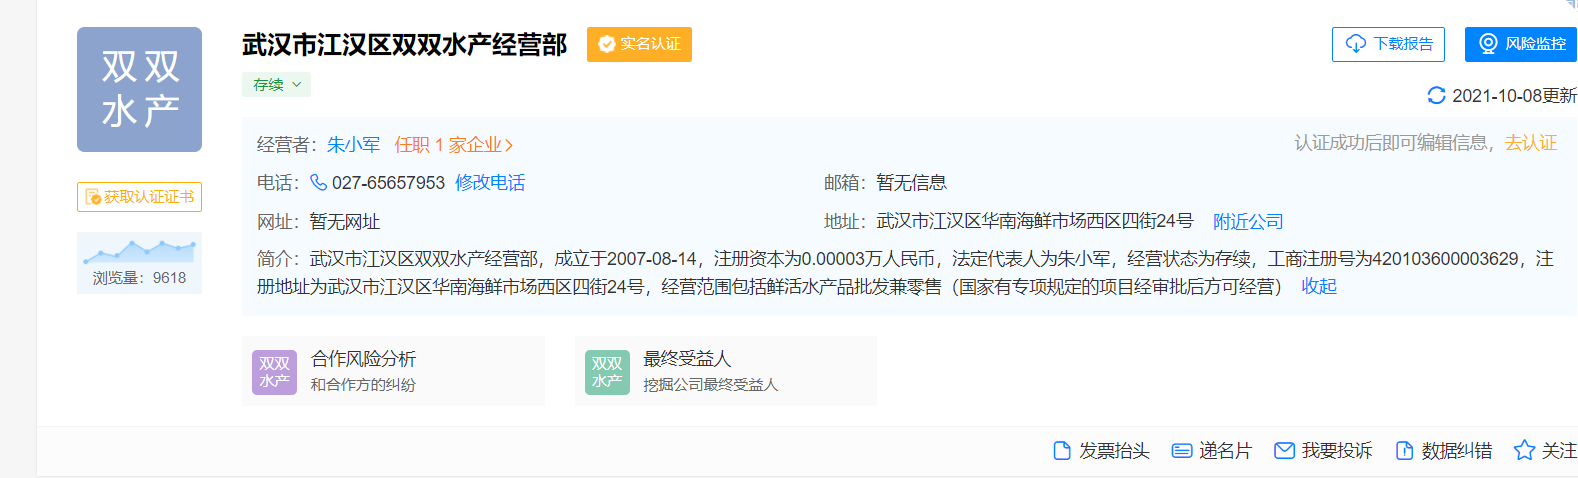 双双
水产
武汉市江汉区双双水产经营部
实名认证
下载报告
风险监控
存续
2021-10-08更新
经营者：朱小军 任职 1 家企业>
认证成功后即可编辑信息，去认证
电话：027-65657953 修改电话
邮箱：暂无信息
获取认证证书
网址：暂无网址
地址：武汉市江汉区华南海鲜市场西区四街24号 附近公司
浏览量：9618
简介：武汉市江汉区双双水产经营部，成立于2007-08-14，注册资本为0.00003万人民币，法定代表人为朱小军，经营状态为存续，工商注册号为420103600003629，注
册地址为武汉市江汉区华南海鲜市场西区四街24号，经营范围包括鲜活水产品批发兼零售（国家有专项规定的项目经审批后方可经营） 收起
双双
水产
合作风险分析
和合作方的纠纷
双双
水产
最终受益人
挖掘公司最终受益人
发票抬头
递名片
我要投诉
数据纠错
关注